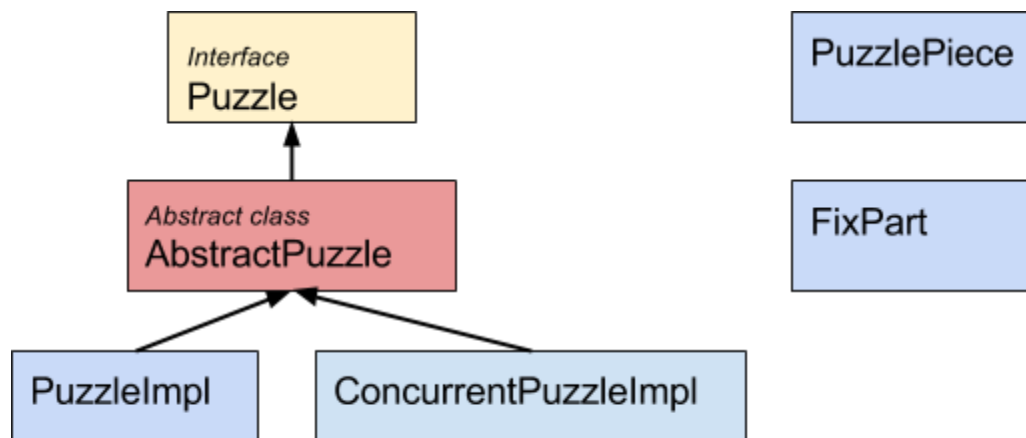 Interface
Puzzle
PuzzlePiece
Abstract class
AbstractPuzzle
FixPart
PuzzleImpl
ConcurrentPuzzleImpl